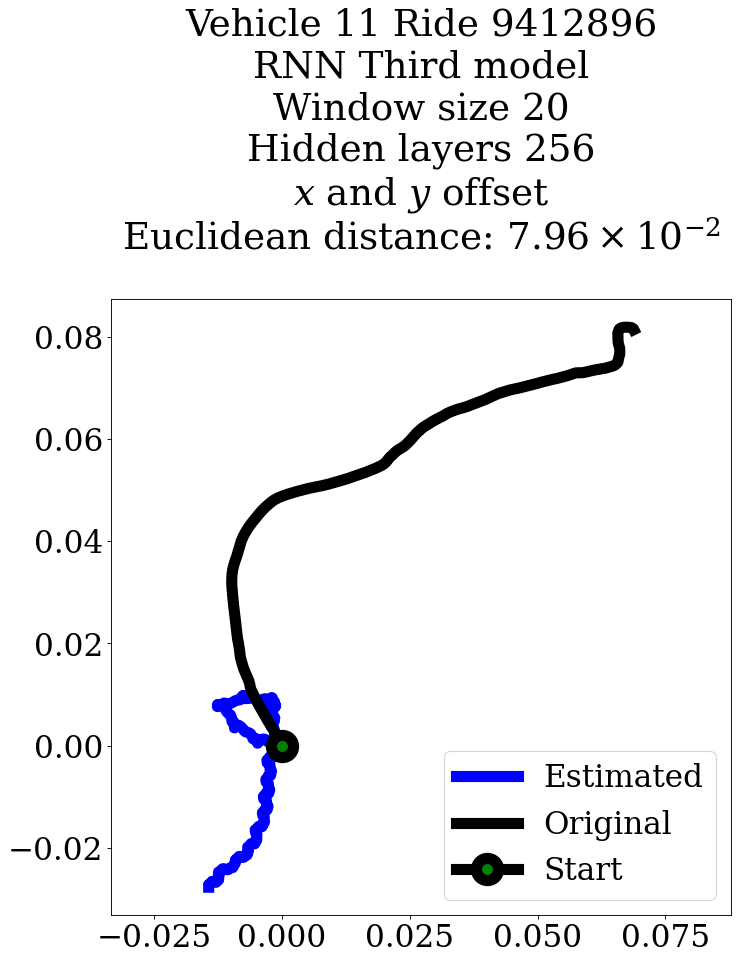 Vehicle 11 Ride 9412896
RNN Third model
Window size 20
Hidden layers 256
x and y offset
Euclidean distance: 7.96 × 10⁻²
0.08
0.06
0.04
0.02
0.00
−0.02
Estimated
Original
Start
−0.025 0.000 0.025 0.050 0.075